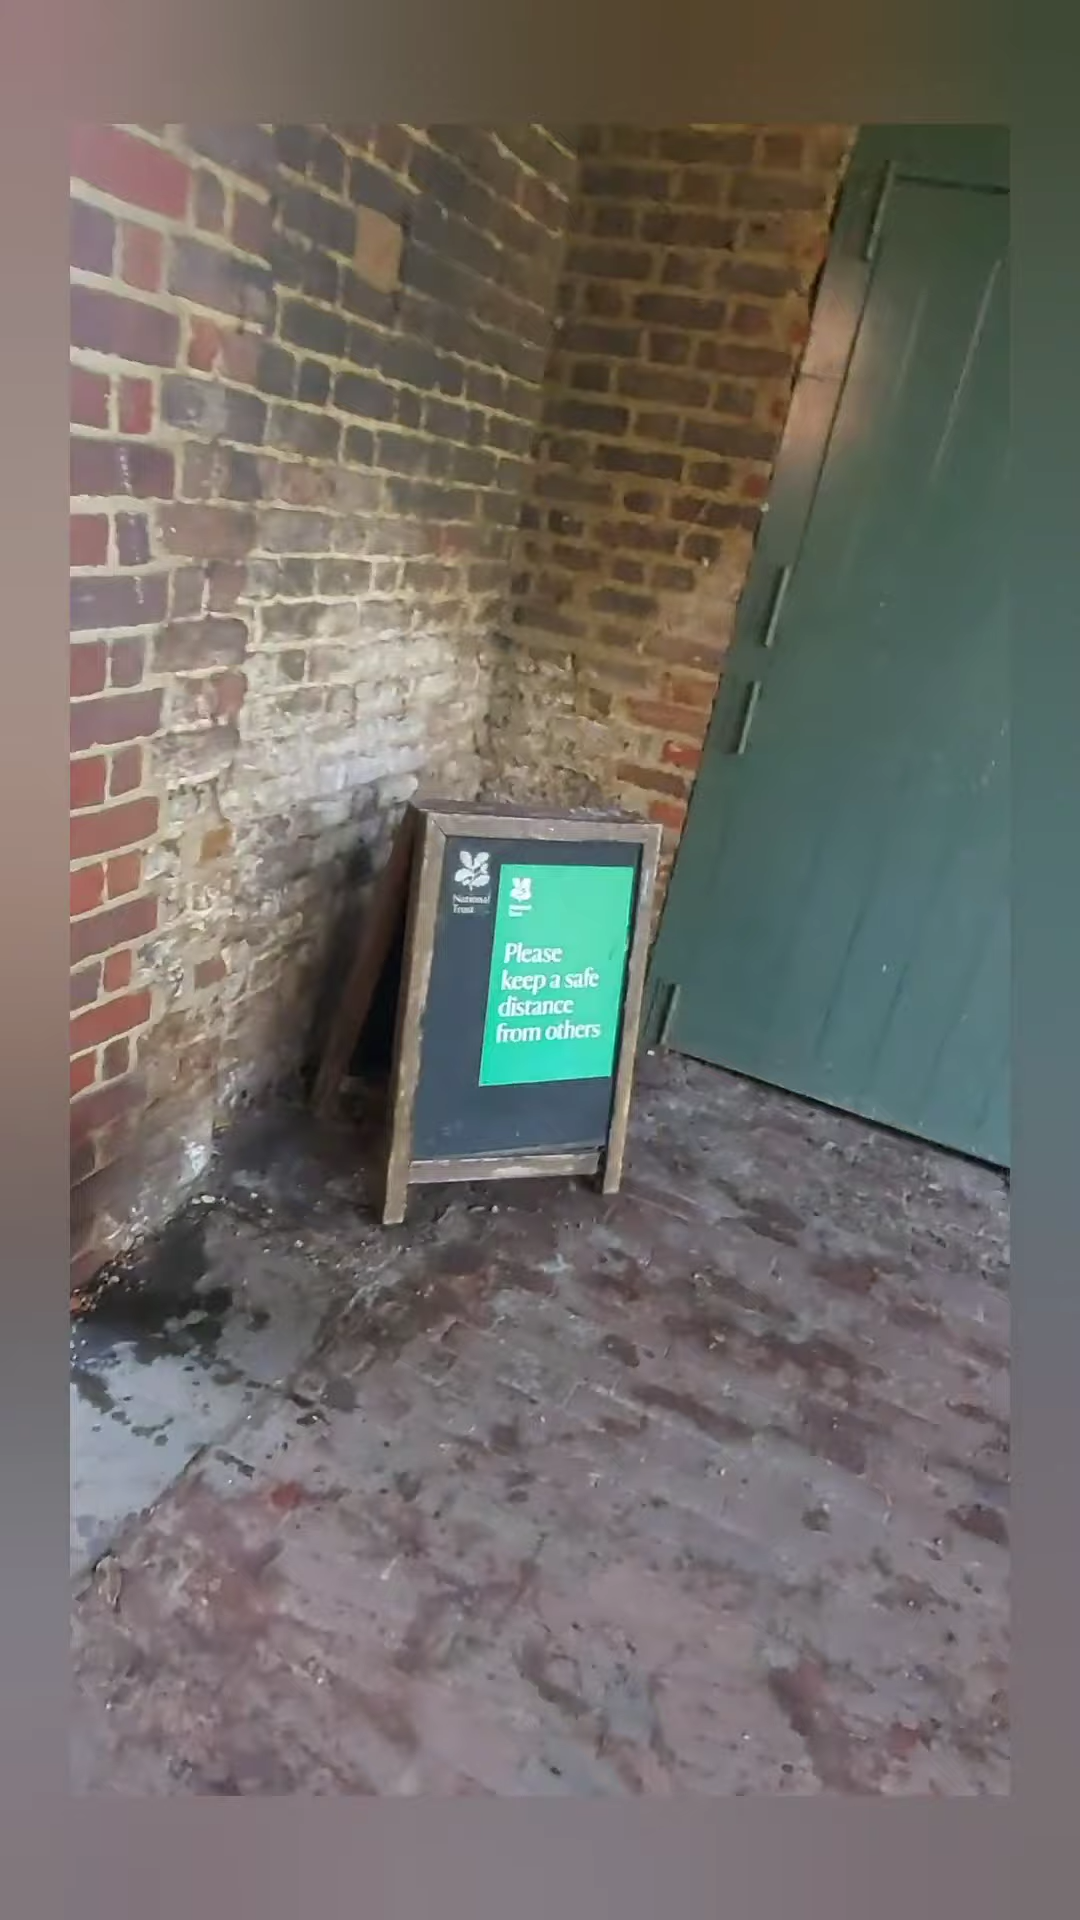 National
Trust
Please
keep a safe
distance
from others